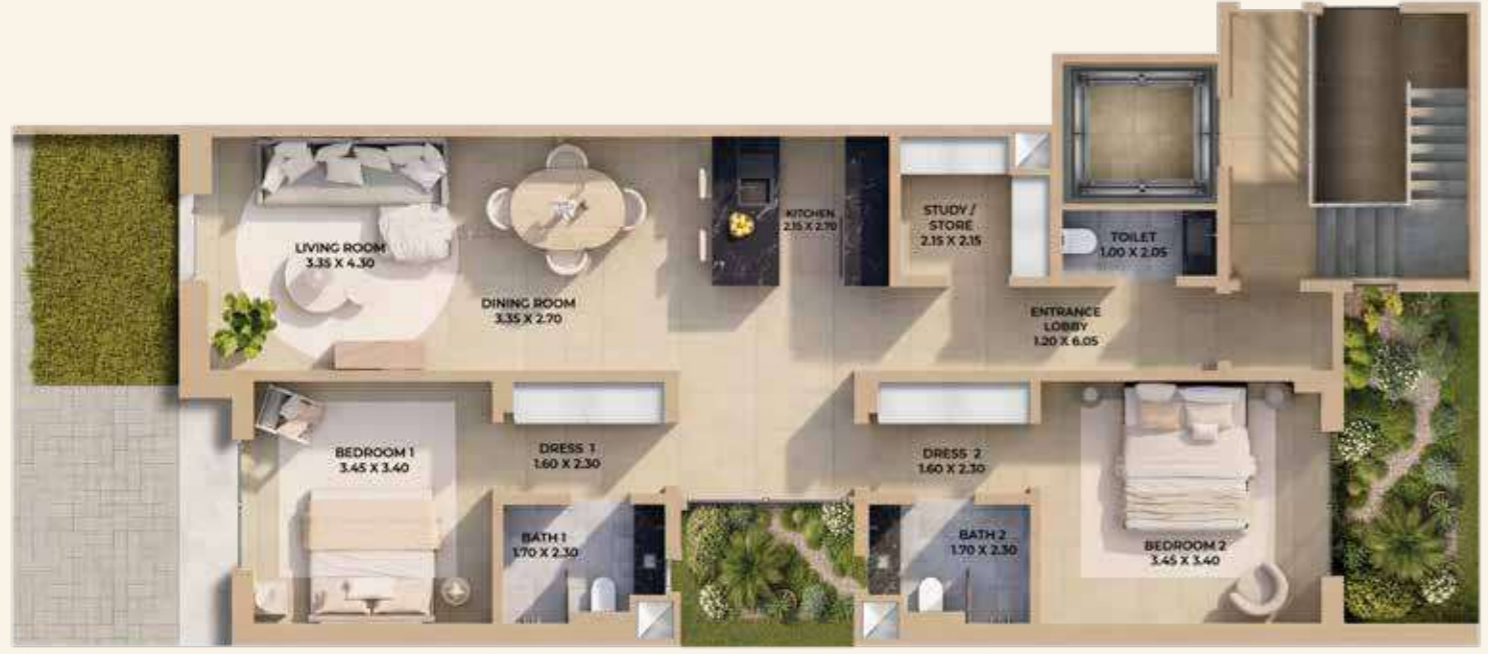 LIVING ROOM
3.35 X 4.30
DINING ROOM
3.35 X 2.70
KITCHEN
2.15 X 2.70
STUDY /
STORE
2.15 X 2.15
TOILET
1.00 X 2.05
ENTRANCE
LOBBY
1.20 X 6.05
BEDROOM 1
3.45 X 3.40
DRESS 1
1.60 X 2.30
BATH 1
1.70 X 2.30
DRESS 2
1.60 X 2.30
BATH 2
1.70 X 2.30
BEDROOM 2
3.45 X 3.40